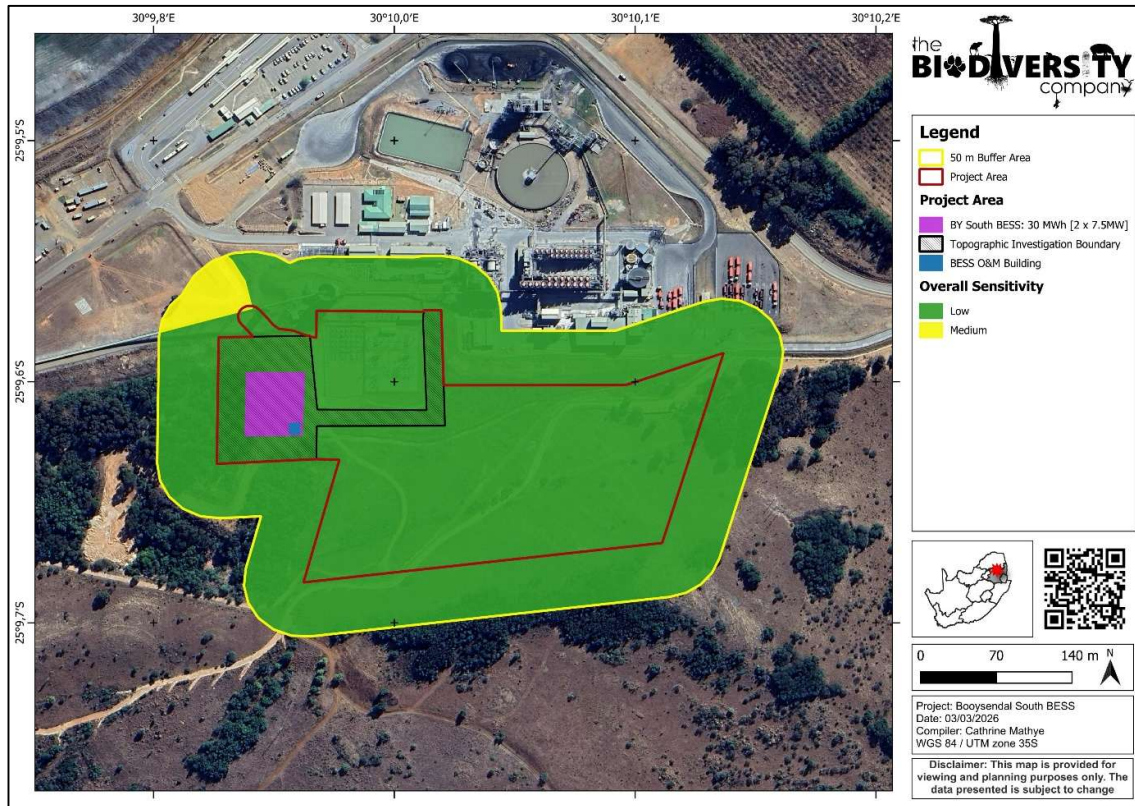 30°9,8'E 30°10,0'E 30°10,1'E 30°10,2'E
25°9,5'S
25°9,6'S
25°9,7'S
the
BIODIVERSITY
company
Legend
50 m Buffer Area
Project Area
Project Area
BY South BESS: 30 MWh [2 x 7.5MW]
Topographic Investigation Boundary
BESS O&M Building
Overall Sensitivity
Low
Medium
0 70 140 m N
Project: Booysendal South BESS
Date: 03/03/2026
Compiler: Cathrine Mathye
WGS 84 / UTM zone 35S
Disclaimer: This map is provided for
viewing and planning purposes only. The
data presented is subject to change